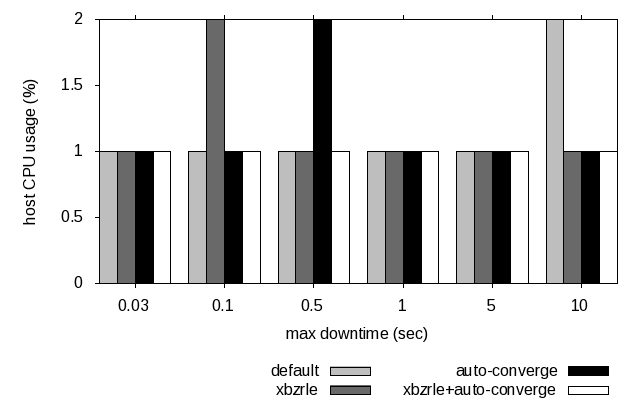 2
1.5
1
0.5
0
host CPU usage (%)
0.03 0.1 0.5 1 5 10
max downtime (sec)
default auto-converge
xbzrle xbzrle+auto-converge